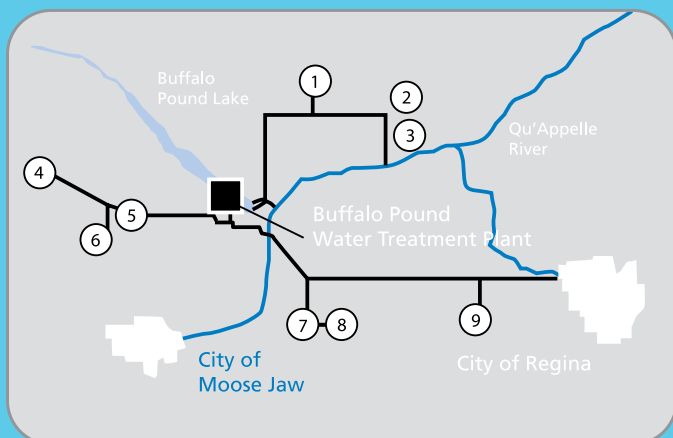 1
2
Buffalo
Pound Lake
3
Qu'Appelle
River
4
5
6
Buffalo Pound
Water Treatment Plant
7
8
9
City of
Moose Jaw
City of Regina